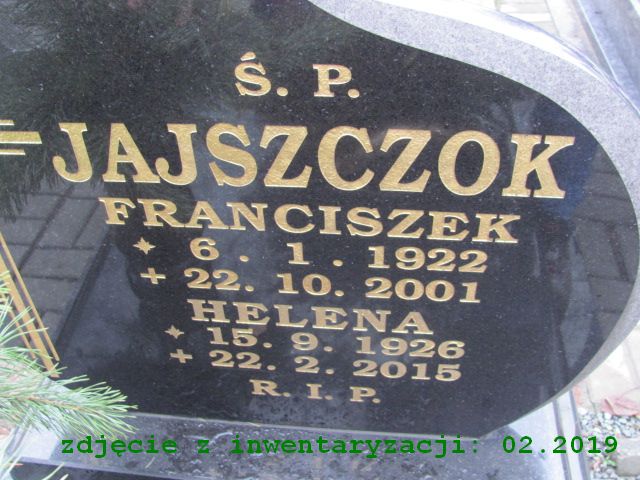 Ś. P.
JAJSZCZOK
FRANCISZEK
✦ 6 . 1 . 1922
+ 22. 10. 2001
HELENA
✦ 15. 9. 1926
+ 22. 2. 2015
R. I. P.
zdjęcie z inwentaryzacji: 02.2019